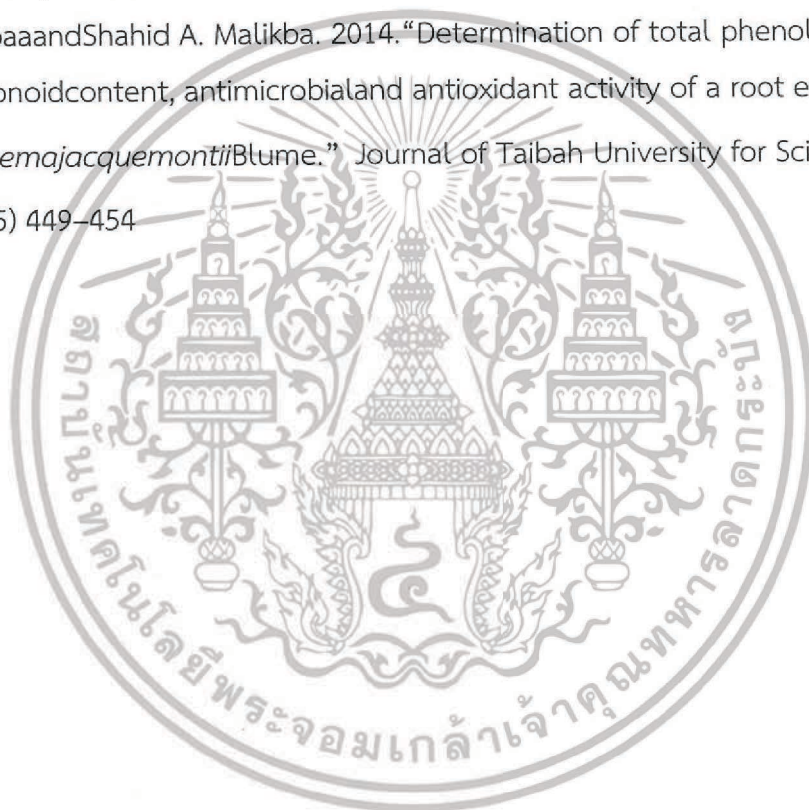 aaandShahid A. Malikba. 2014.“Determination of total phenol
onoidcontent, antimicrobialand antioxidant activity of a root e
emajacquemontiiBlume.” Journal of Taibah University for Sci
5) 449–454
สถาบันเทคโนโลยีพระจอมเกล้าเจ้าคุณทหารลาดกระบัง
๔